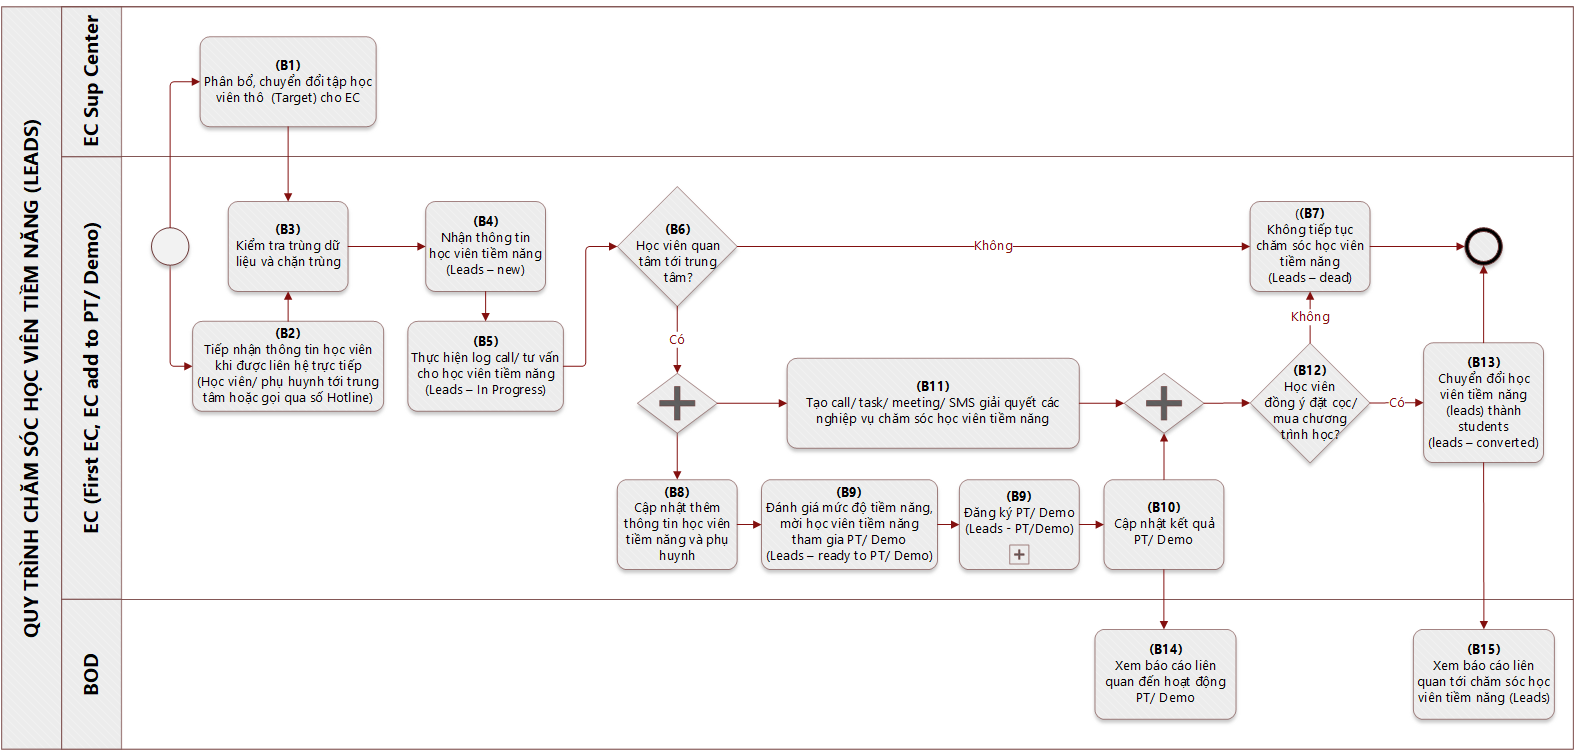 QUY TRÌNH CHĂM SÓC HỌC VIÊN TIỀM NĂNG (LEADS)
EC Sup Center
(B1)
Phân bổ, chuyển đổi tập học
viên thô  (Target) cho EC
EC (First EC, EC add to PT/ Demo)
(B3)
Kiểm tra trùng dữ
liệu và chặn trùng
(B2)
Tiếp nhận thông tin học viên
khi được liên hệ trực tiếp
(Học viên/ phụ huynh tới trung
tâm hoặc gọi qua số Hotline)
(B4)
Nhận thông tin
học viên tiềm năng
(Leads – new)
(B5)
Thực hiện log call/ tư vấn
cho học viên tiềm năng
(Leads – In Progress)
(B6)
Học viên quan
tâm tới trung
tâm?
Không
((B7)
Không tiếp tục
chăm sóc học viên
tiềm năng
(Leads – dead)
Có
(B11)
Tạo call/ task/ meeting/ SMS giải quyết các
nghiệp vụ chăm sóc học viên tiềm năng
Không
(B12)
Học viên
đồng ý đặt cọc/
mua chương
trình học?
Có
(B13)
Chuyển đổi học
viên tiềm năng
(leads) thành
students
(leads – converted)
(B8)
Cập nhật thêm
thông tin học viên
tiềm năng và phụ
huynh
(B9)
Đánh giá mức độ tiềm năng,
mời học viên tiềm năng
tham gia PT/ Demo
(Leads – ready to PT/ Demo)
(B9)
Đăng ký PT/ Demo
(Leads - PT/Demo)
(B10)
Cập nhật kết quả
PT/ Demo
BOD
(B14)
Xem báo cáo liên
quan đến hoạt động
PT/ Demo
(B15)
Xem báo cáo liên
quan tới chăm sóc học
viên tiềm năng (Leads)